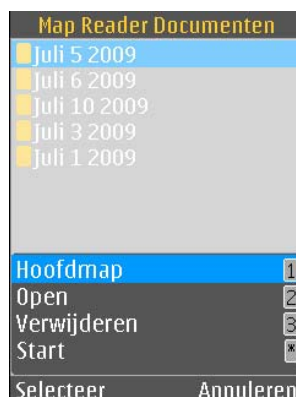 Map Reader Documenten
Juli 5 2009
Juli 6 2009
Juli 10 2009
Juli 3 2009
Juli 1 2009
Hoofdmap 1
Open 2
Verwijderen 3
Start *
Selecteer Annuleren